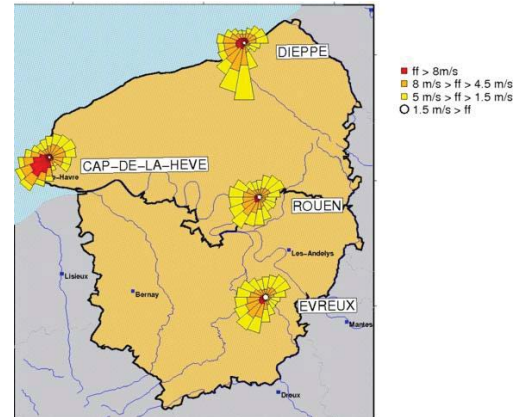 DIEPPE
CAP-DE-LA-HEVE
y-Havre
ROUEN
Les-Andelys
Lisieux
Bernay
EVREUX
Mantes
Dreux
ff > 8m/s
8 m/s > ff > 4.5 m/s
5 m/s > ff > 1.5 m/s
1.5 m/s > ff